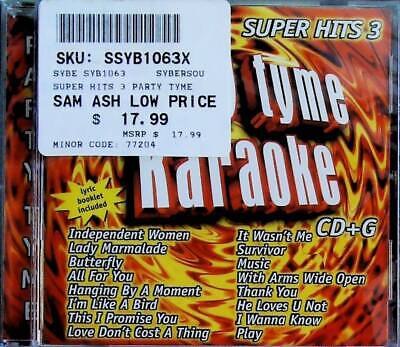 SUPER HITS 3
SKU: SSYB1063X
SYBE SYB1063 SYBERSOU
SUPER HITS 3 PARTY TYME
SAM ASH LOW PRICE
$ 17.99
MSRP $ 17.99
MINOR CODE: 77204
tyme
Karaoke
CD+G
lyric
booklet
included
Independent Women
Lady Marmalade
Butterfly
All For You
Hanging By A Moment
I'm Like A Bird
This I Promise You
Love Don't Cost A Thing
It Wasn't Me
Survivor
Music
With Arms Wide Open
Thank You
He Loves U Not
I Wanna Know
Play
PARTY TYME